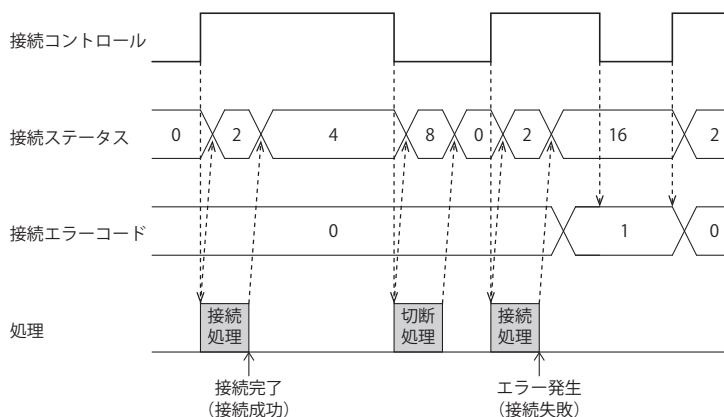 接続コントロール
接続ステータス
0 2 4 8 0 2 16 2
接続エラーコード
0 1 0
処理
接続
処理
切断
処理
接続
処理
接続完了
（接続成功）
エラー発生
（接続失敗）